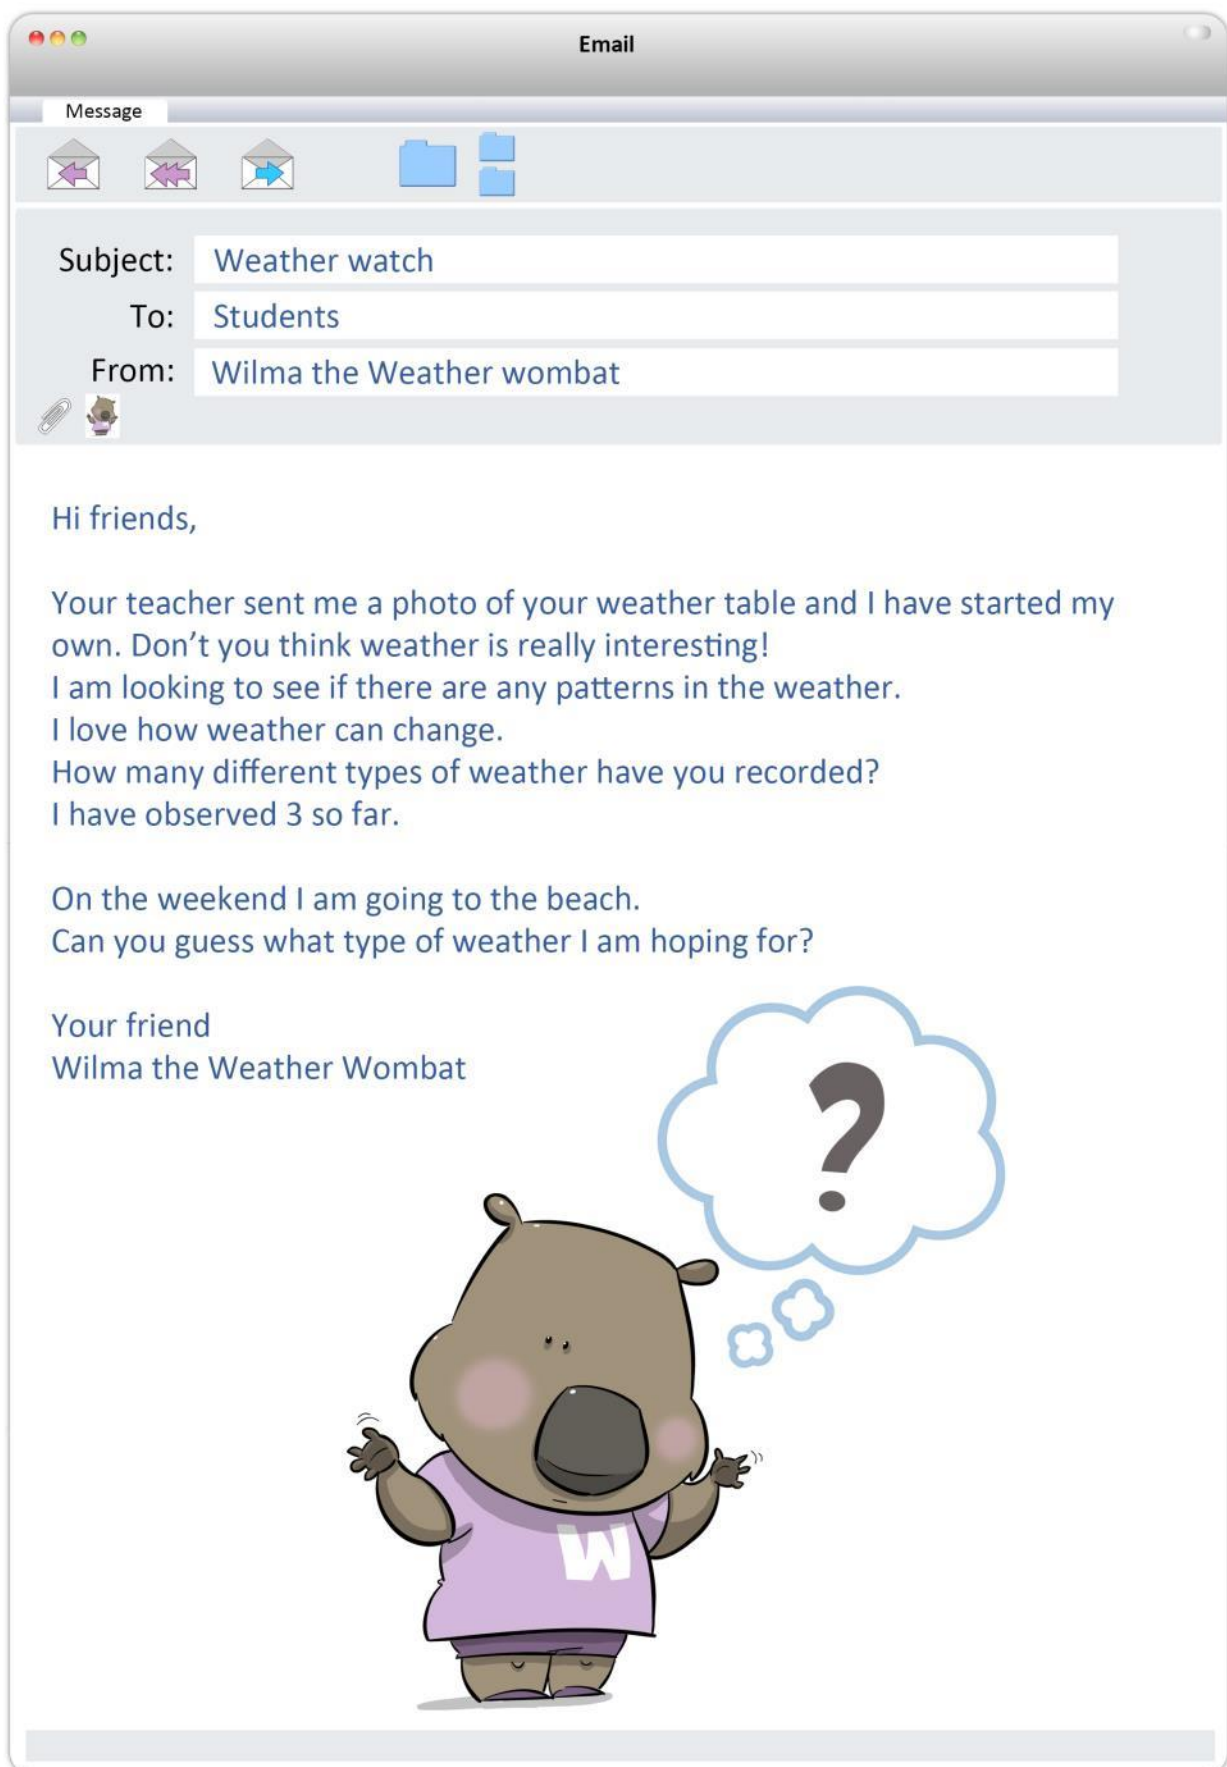 Email
Message
Subject: Weather watch
To: Students
From: Wilma the Weather wombat
Hi friends,
Your teacher sent me a photo of your weather table and I have started my
own. Don’t you think weather is really interesting!
I am looking to see if there are any patterns in the weather.
I love how weather can change.
How many different types of weather have you recorded?
I have observed 3 so far.
On the weekend I am going to the beach.
Can you guess what type of weather I am hoping for?
Your friend
Wilma the Weather Wombat
?
W